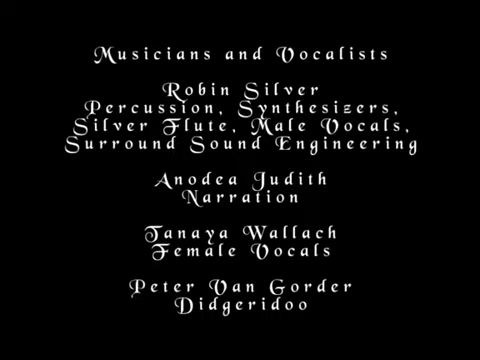 Musicians and Vocalists
Robin Silver
Percussion, Synthesizers,
Silver Flute, Male Vocals,
Surround Sound Engineering
Anodea Judith
Narration
Tanaya Wallach
Female Vocals
Peter Van Gorder
Didgeridoo